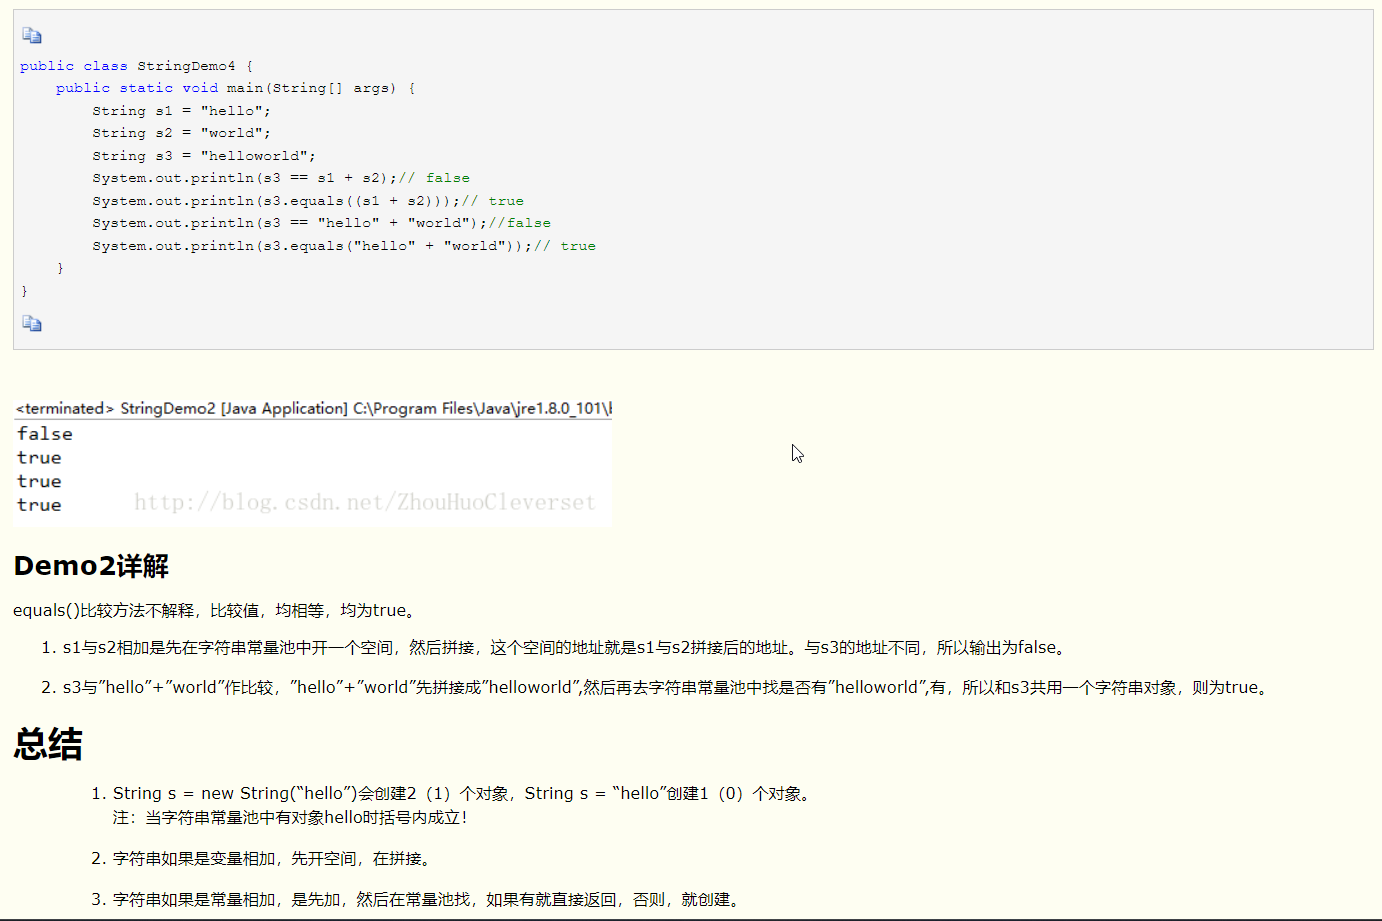 public class StringDemo4 {
    public static void main(String[] args) {
        String s1 = "hello";
        String s2 = "world";
        String s3 = "helloworld";
        System.out.println(s3 == s1 + s2);// false
        System.out.println(s3.equals((s1 + s2)));// true
        System.out.println(s3 == "hello" + "world");//false
        System.out.println(s3.equals("hello" + "world"));// true
    }
}
<terminated> StringDemo2 [Java Application] C:\Program Files\Java\jre1.8.0_101\b
false
true
true
true
http://blog.csdn.net/ZhouHuoCleverset
Demo2详解
equals()比较方法不解释，比较值，均相等，均为true。
1. s1与s2相加是先在字符串常量池中开一个空间，然后拼接，这个空间的地址就是s1与s2拼接后的地址。与s3的地址不同，所以输出为false。
2. s3与”hello”+”world”作比较，”hello”+”world”先拼接成”helloworld”,然后再去字符串常量池中找是否有”helloworld”,有，所以和s3共用一个字符串对象，则为true。
总结
1. String s = new String(“hello”)会创建2（1）个对象，String s = “hello”创建1（0）个对象。
注：当字符串常量池中有对象hello时括号内成立！
2. 字符串如果是变量相加，先开空间，在拼接。
3. 字符串如果是常量相加，是先加，然后在常量池找，如果有就直接返回，否则，就创建。